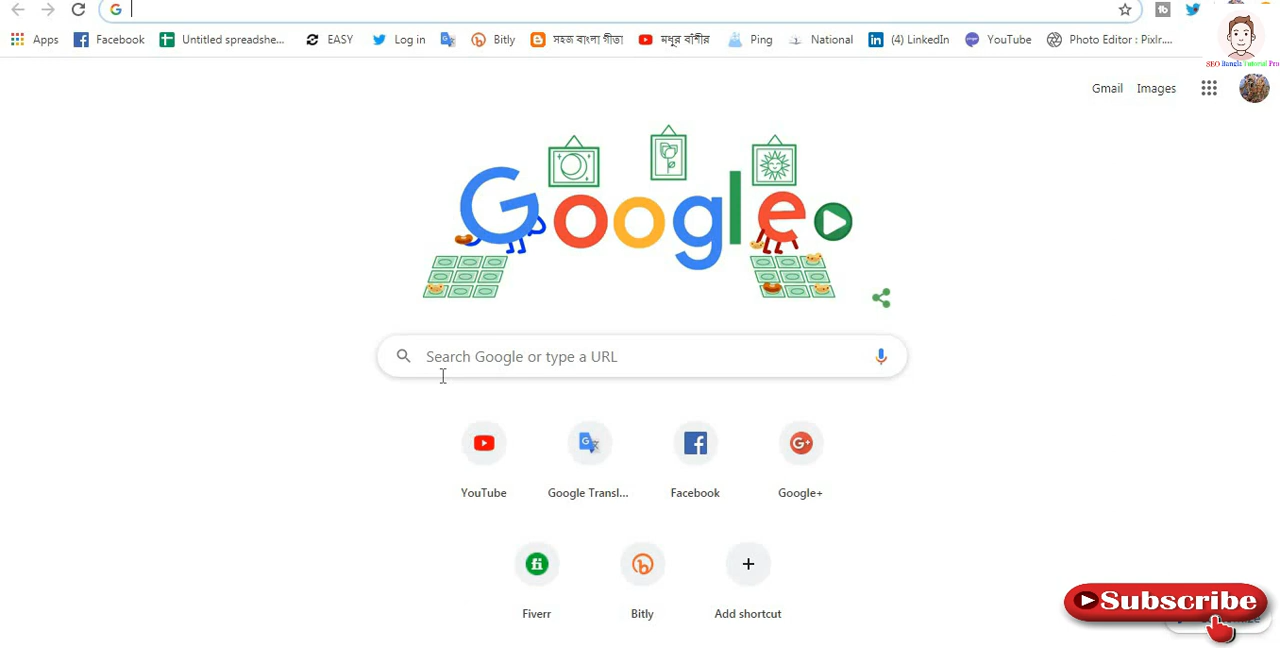 Apps Facebook Untitled spreadshe... EASY Log in Bitly সহজ বাংলা গীতা মধুর বাঁশীর Ping National (4) LinkedIn YouTube Photo Editor : Pixlr....
SEO Bangla Tutorial Pro
Gmail Images
Google
Search Google or type a URL
YouTube Google Transl... Facebook Google+
Fiverr Bitly Add shortcut
Subscribe